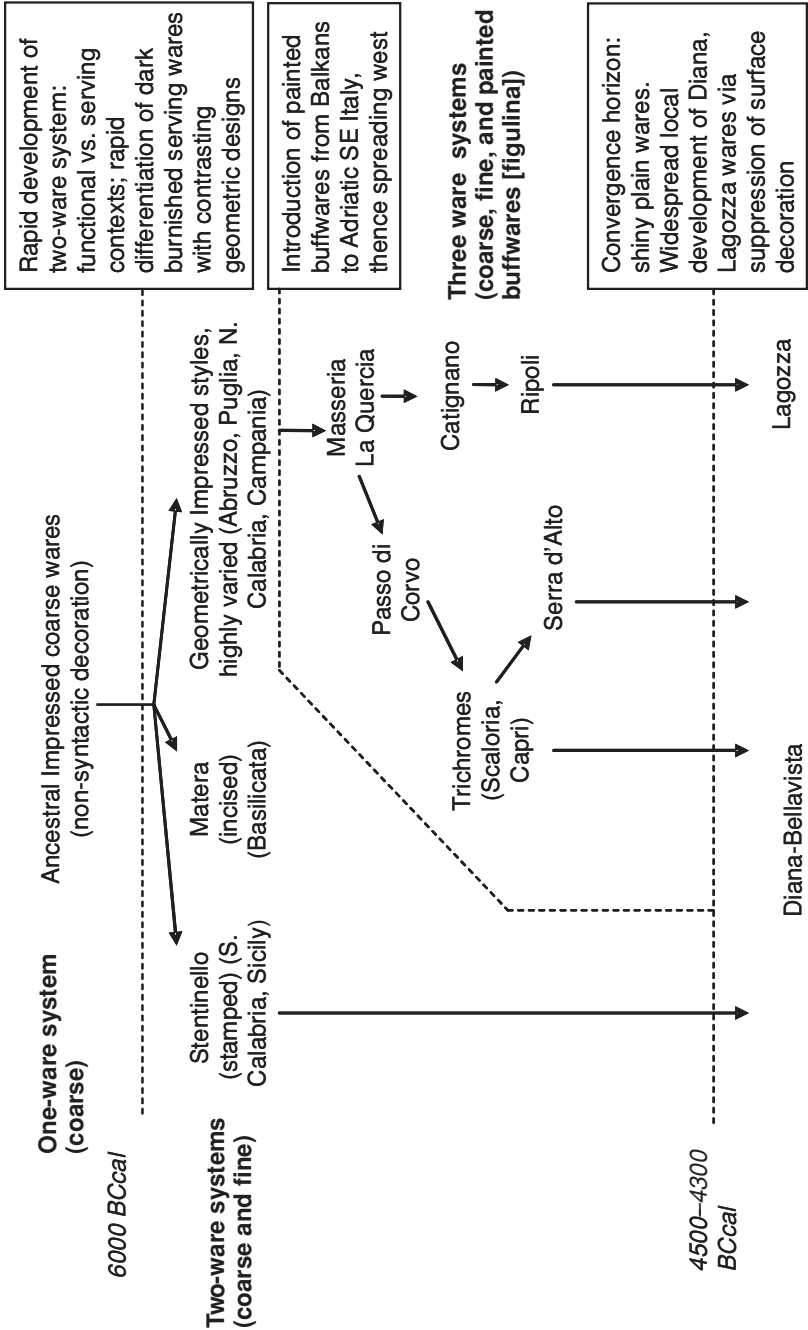 One-way system
(coarse)
Ancestral Impressed coarse wares
(non-syntactic decoration)
Rapid development of
two-ware system:
functional vs. serving
contexts; rapid
differentiation of dark
burnished serving wares
with contrasting
geometric designs
6000 BCcal
Two-ware systems
(coarse and fine)
Stentinello
(stamped) (S.
Calabria, Sicily)
Matera
(incised)
(Basilicata)
Geometrically Impressed styles,
highly varied (Abruzzo, Puglia, N.
Calabria, Campania)
Introduction of painted
buffwares from Balkans
to Adriatic SE Italy,
thence spreading west
Masseria
La Quercia
Passo di
Corvo
Catignano
Three ware systems
(coarse, fine, and painted
buffwares [figulina])
Trichromes
(Scaloria,
Capri)
Serra d'Alto
Ripoli
4500–4300
BCcal
Convergence horizon:
shiny plain wares.
Widespread local
development of Diana,
Lagozza wares via
suppression of surface
decoration
Diana-Bellavista
Lagozza